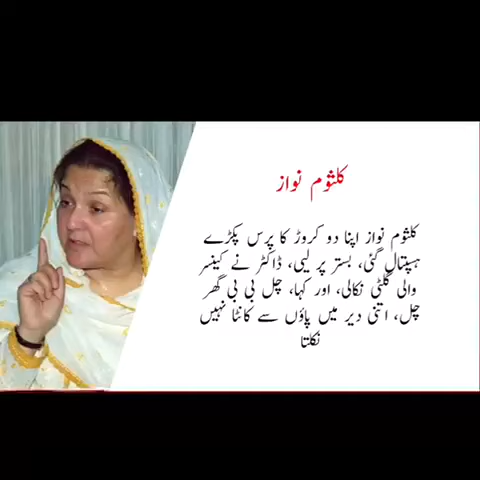 کلثوم نواز
کلثوم نواز اپنا دو کروڑ کا پرس پکڑے
ہسپتال گئی، بستر پر لیٹی، ڈاکٹر نے کینسر
والی گلٹی نکالی، اور کہا، چل بی بی گھر
چل، اتنی دیر میں پاؤں سے کانٹا نہیں
نکلتا